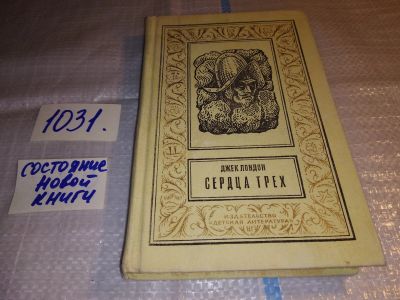 1031.
СОСТОЯНИЕ
НОВОЙ
КНИГИ
ДЖЕК ЛОНДОН
СЕРДЦА ТРЕХ
ИЗДАТЕЛЬСТВО
«ДЕТСКАЯ ЛИТЕРАТУРА»